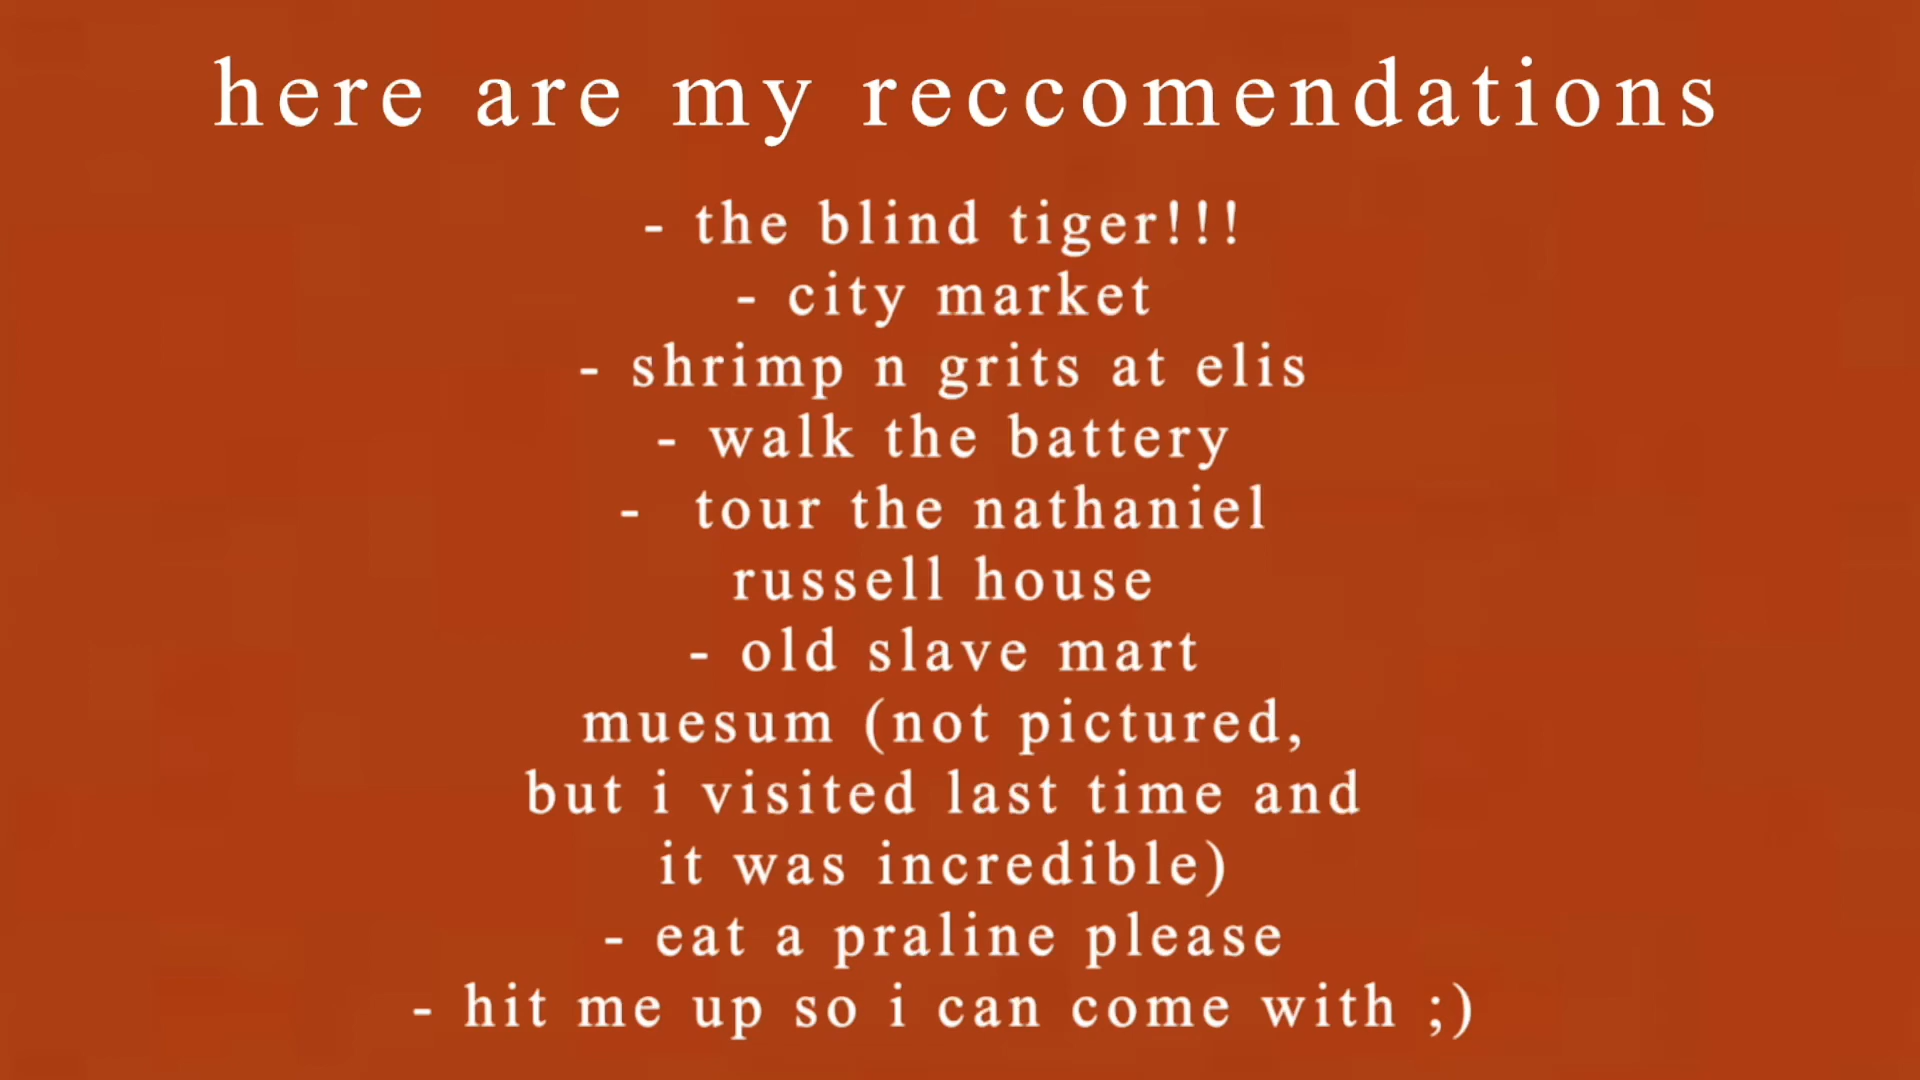 here are my reccomendations
- the blind tiger!!!
- city market
- shrimp n grits at elis
- walk the battery
- tour the nathaniel
russell house
- old slave mart
muesum (not pictured,
but i visited last time and
it was incredible)
- eat a praline please
- hit me up so i can come with ;)